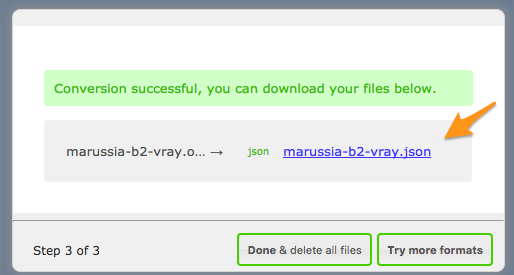 Conversion successful, you can download your files below.
marussia-b2-vray.o... → json marussia-b2-vray.json
Step 3 of 3 Done & delete all files Try more formats